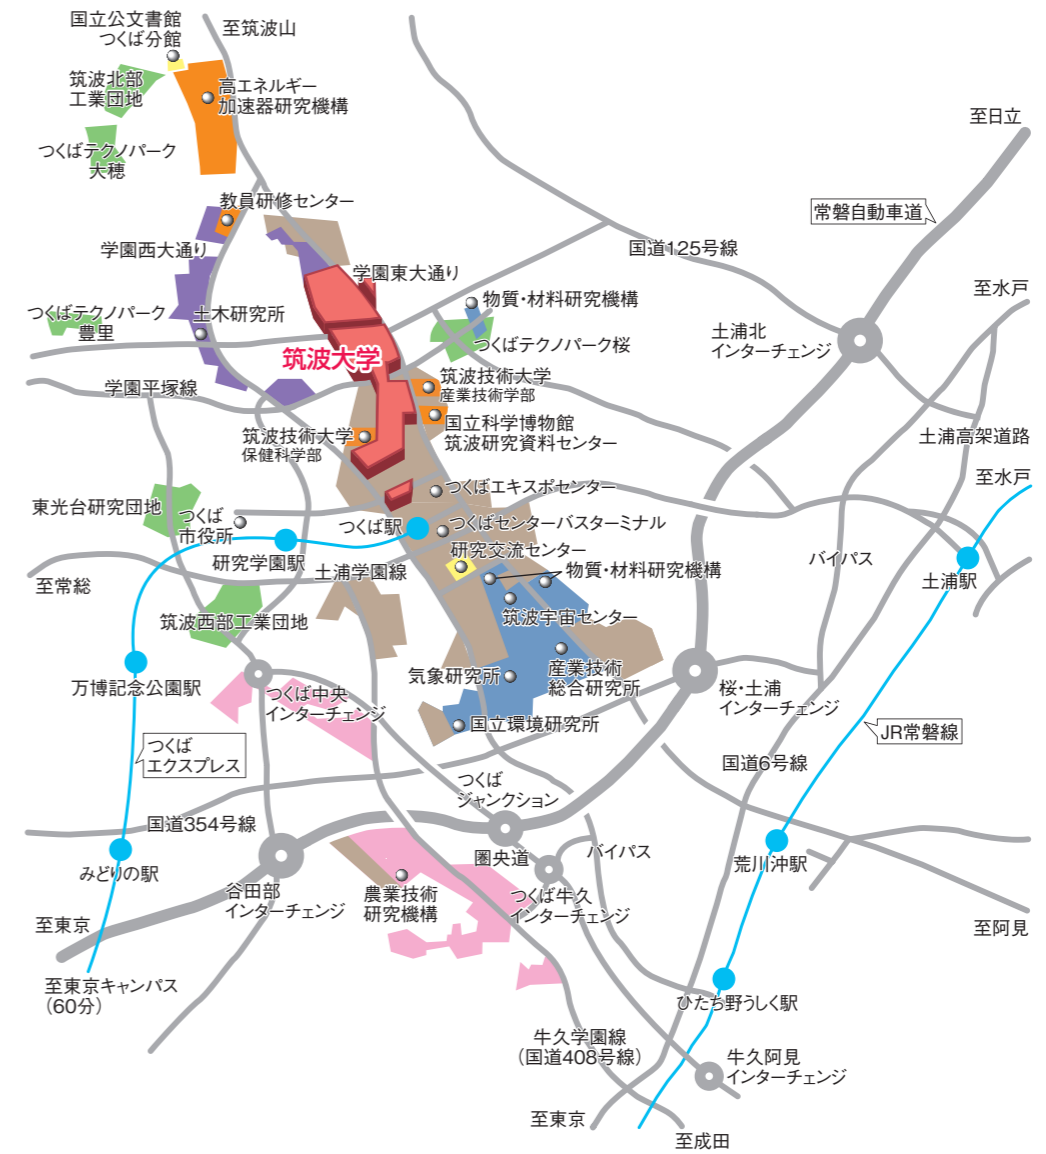 国立公文書館
つくば分館
至筑波山
筑波北部
工業団地
高エネルギー
加速器研究機構
至日立
つくばテクノパーク
大穂
教員研修センター
常磐自動車道
学園西大通り
国道125号線
学園東大通り
至水戸
物質・材料研究機構
つくばテクノパーク
豊里
土木研究所
土浦北
インターチェンジ
つくばテクノパーク桜
筑波大学
学園平塚線
筑波技術大学
産業技術学部
国立科学博物館
筑波研究資料センター
筑波技術大学
保健科学部
土浦高架道路
至水戸
つくばエキスポセンター
東光台研究団地
つくば
市役所
つくば駅
つくばセンターバスターミナル
研究学園駅
研究交流センター
バイパス
土浦学園線
物質・材料研究機構
土浦駅
至常総
筑波宇宙センター
筑波西部工業団地
気象研究所
産業技術
総合研究所
万博記念公園駅
つくば中央
インターチェンジ
桜・土浦
インターチェンジ
国立環境研究所
JR常磐線
つくば
エクスプレス
国道6号線
つくば
ジャンクション
国道354号線
圏央道
バイパス
荒川沖駅
みどりの駅
谷田部
インターチェンジ
農業技術
研究機構
つくば牛久
インターチェンジ
至東京
至阿見
至東京キャンパス
(60分)
ひたち野うしく駅
牛久学園線
(国道408号線)
牛久阿見
インターチェンジ
至東京
至成田